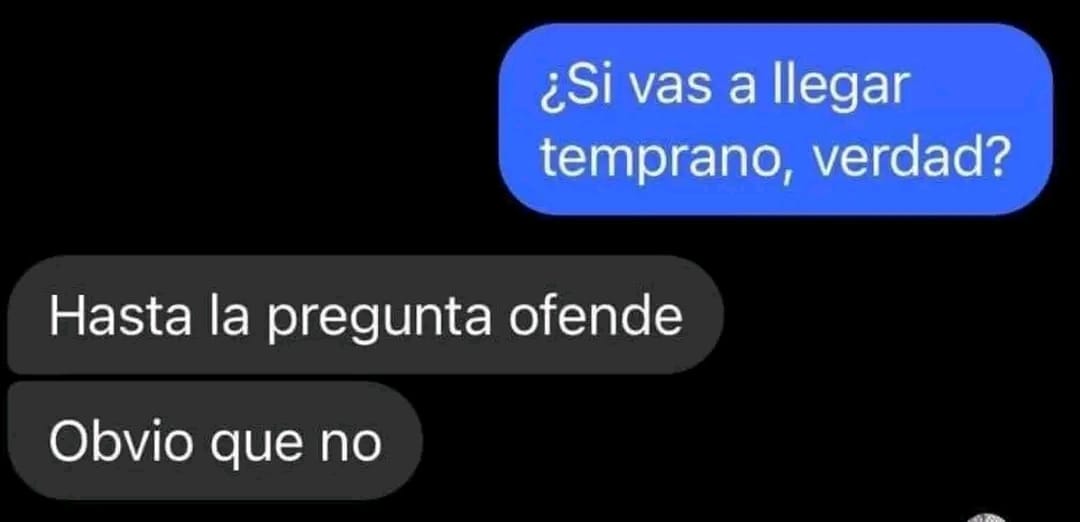 ¿Si vas a llegar
temprano, verdad?
Hasta la pregunta ofende
Obvio que no